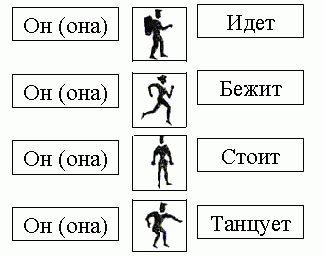 Он (она) Идет
Он (она) Бежит
Он (она) Стоит
Он (она) Танцует